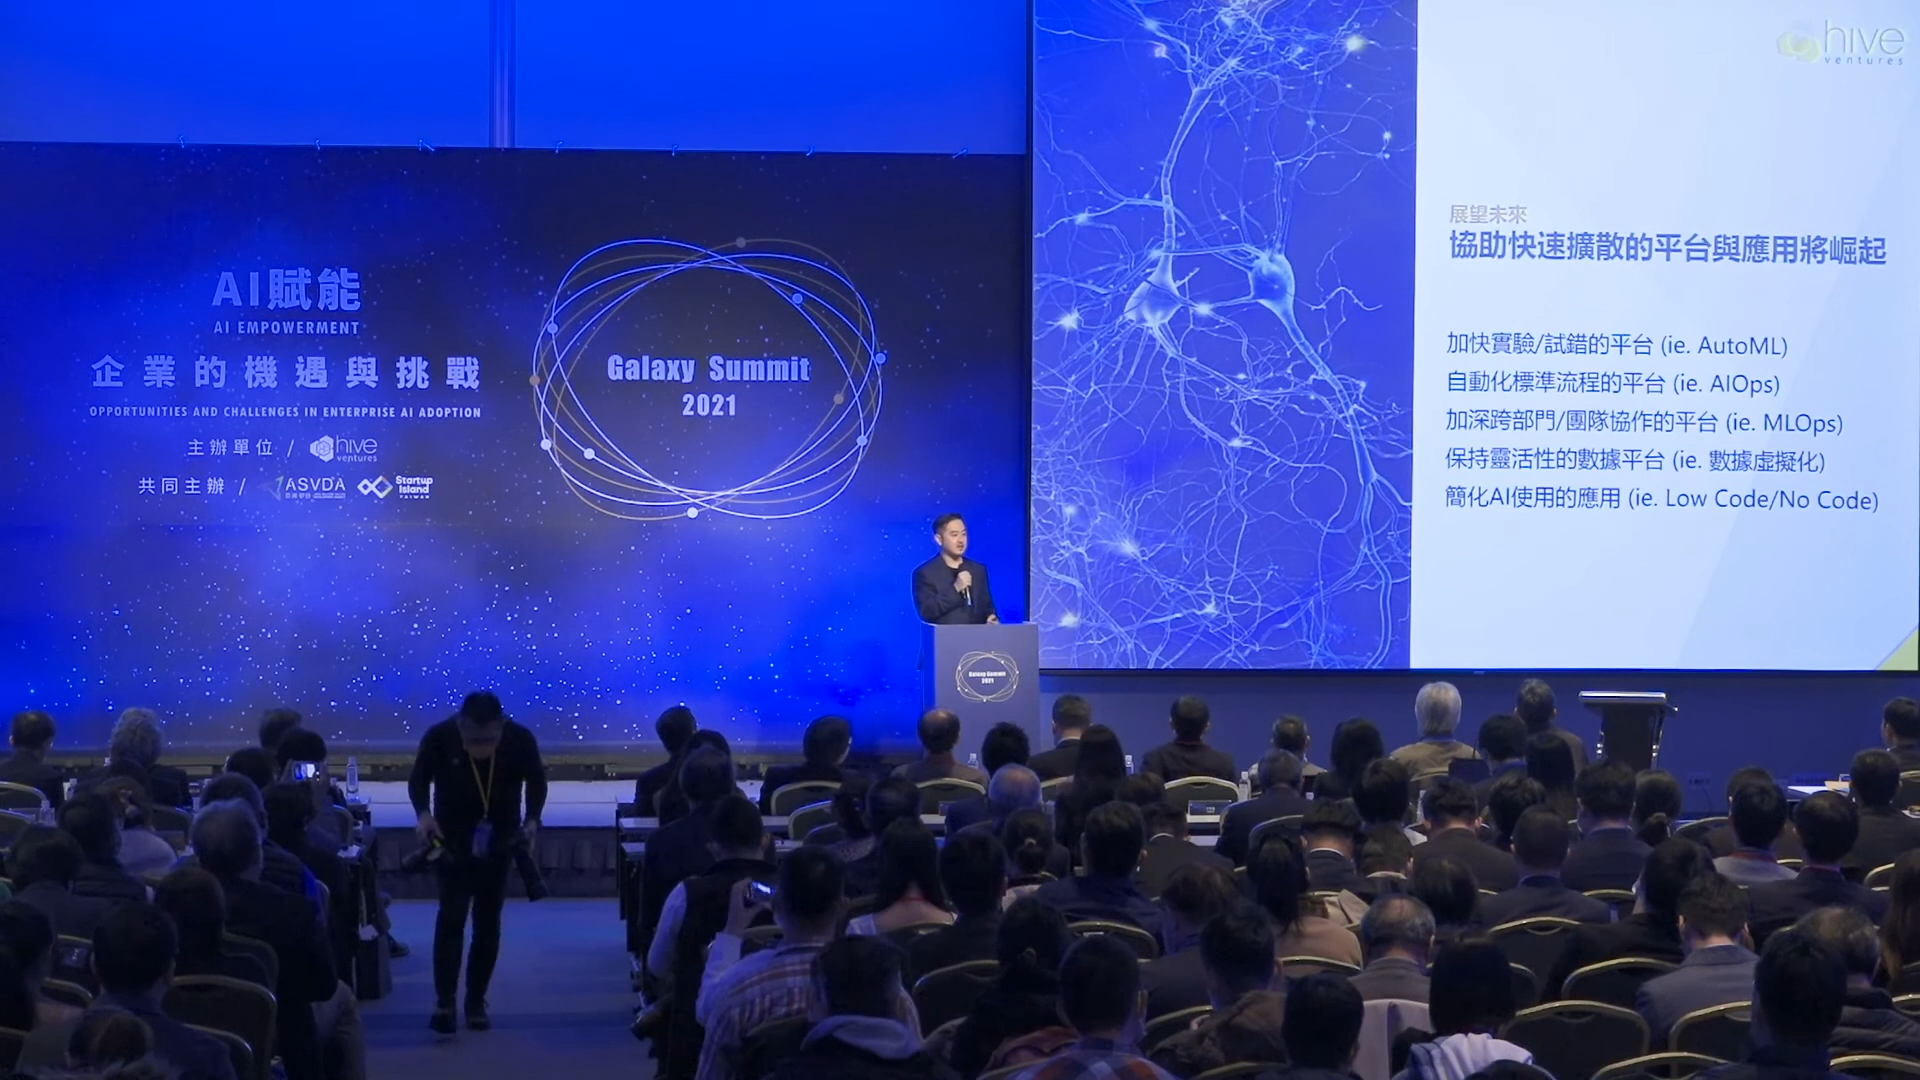 AI賦能
AI EMPOWERMENT
企業的機遇與挑戰
OPPORTUNITIES AND CHALLENGES IN ENTERPRISE AI ADOPTION
主辦單位 / hive ventures
共同主辦 / ASVDA Startup Island TAIWAN
Galaxy Summit
2021
hive
ventures
展望未來
協助快速擴散的平台與應用將崛起
加快實驗/試錯的平台 (ie. AutoML)
自動化標準流程的平台 (ie. AIOps)
加深跨部門/團隊協作的平台 (ie. MLOps)
保持靈活性的數據平台 (ie. 數據虛擬化)
簡化AI使用的應用 (ie. Low Code/No Code)
Galaxy Summit
2021